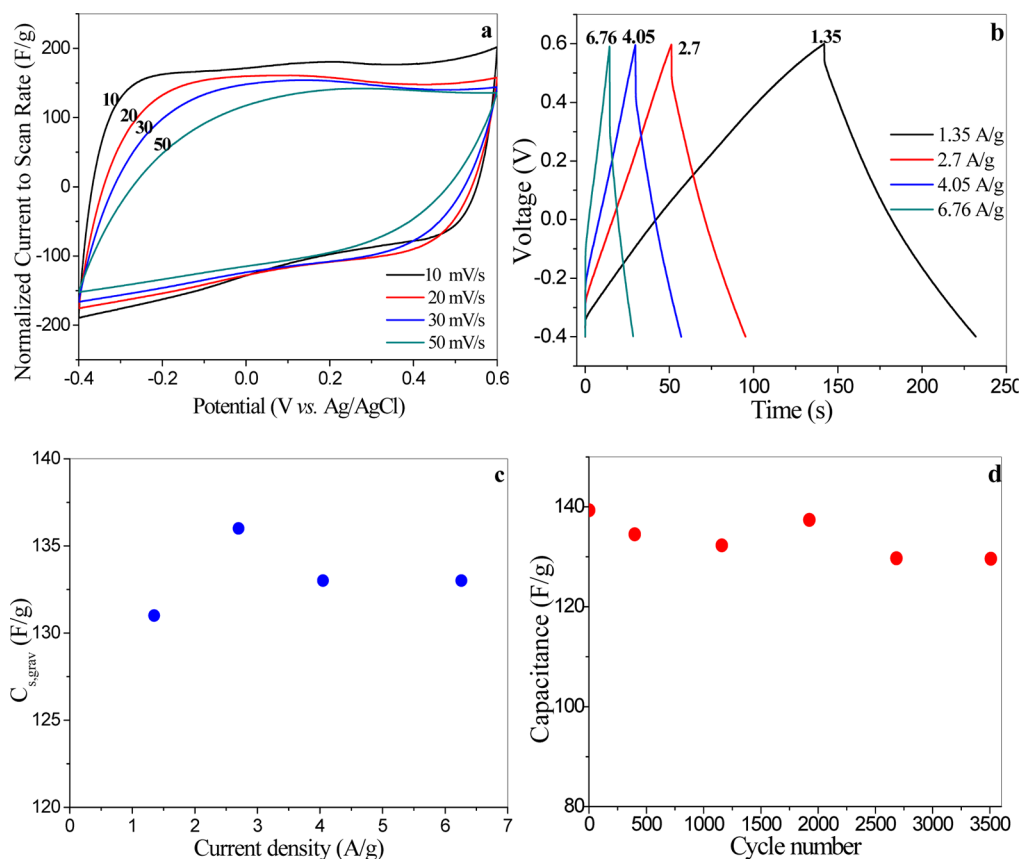 a
200
100
0
-100
-200
Normalized Current to Scan Rate (F/g)
10
20
30
50
10 mV/s
20 mV/s
30 mV/s
50 mV/s
-0.4 -0.2 0.0 0.2 0.4 0.6
Potential (V vs. Ag/AgCl)
b
0.6
0.4
0.2
0.0
-0.2
-0.4
Voltage (V)
6.76 4.05 2.7 1.35
1.35 A/g
2.7 A/g
4.05 A/g
6.76 A/g
0 50 100 150 200 250
Time (s)
c
140
135
130
125
120
C s,grav (F/g)
0 1 2 3 4 5 6 7
Current density (A/g)
d
140
120
100
80
Capacitance (F/g)
0 500 1000 1500 2000 2500 3000 3500
Cycle number